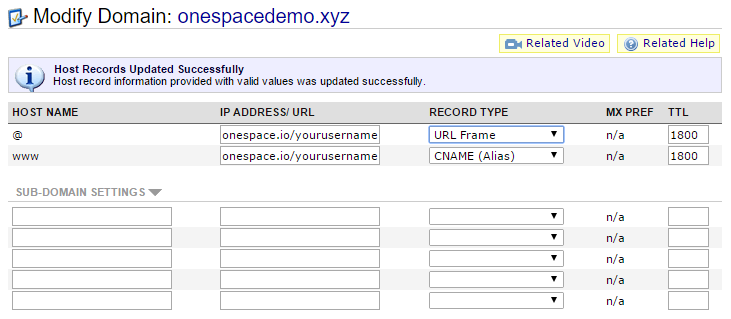 Modify Domain: onespacedemo.xyz
Related Video Related Help
Host Records Updated Successfully
Host record information provided with valid values was updated successfully.
HOST NAME IP ADDRESS/ URL RECORD TYPE MX PREF TTL
@ onespace.io/yourusername URL Frame n/a 1800
www onespace.io/yourusername CNAME (Alias) n/a 1800
SUB-DOMAIN SETTINGS
n/a
n/a
n/a
n/a
n/a